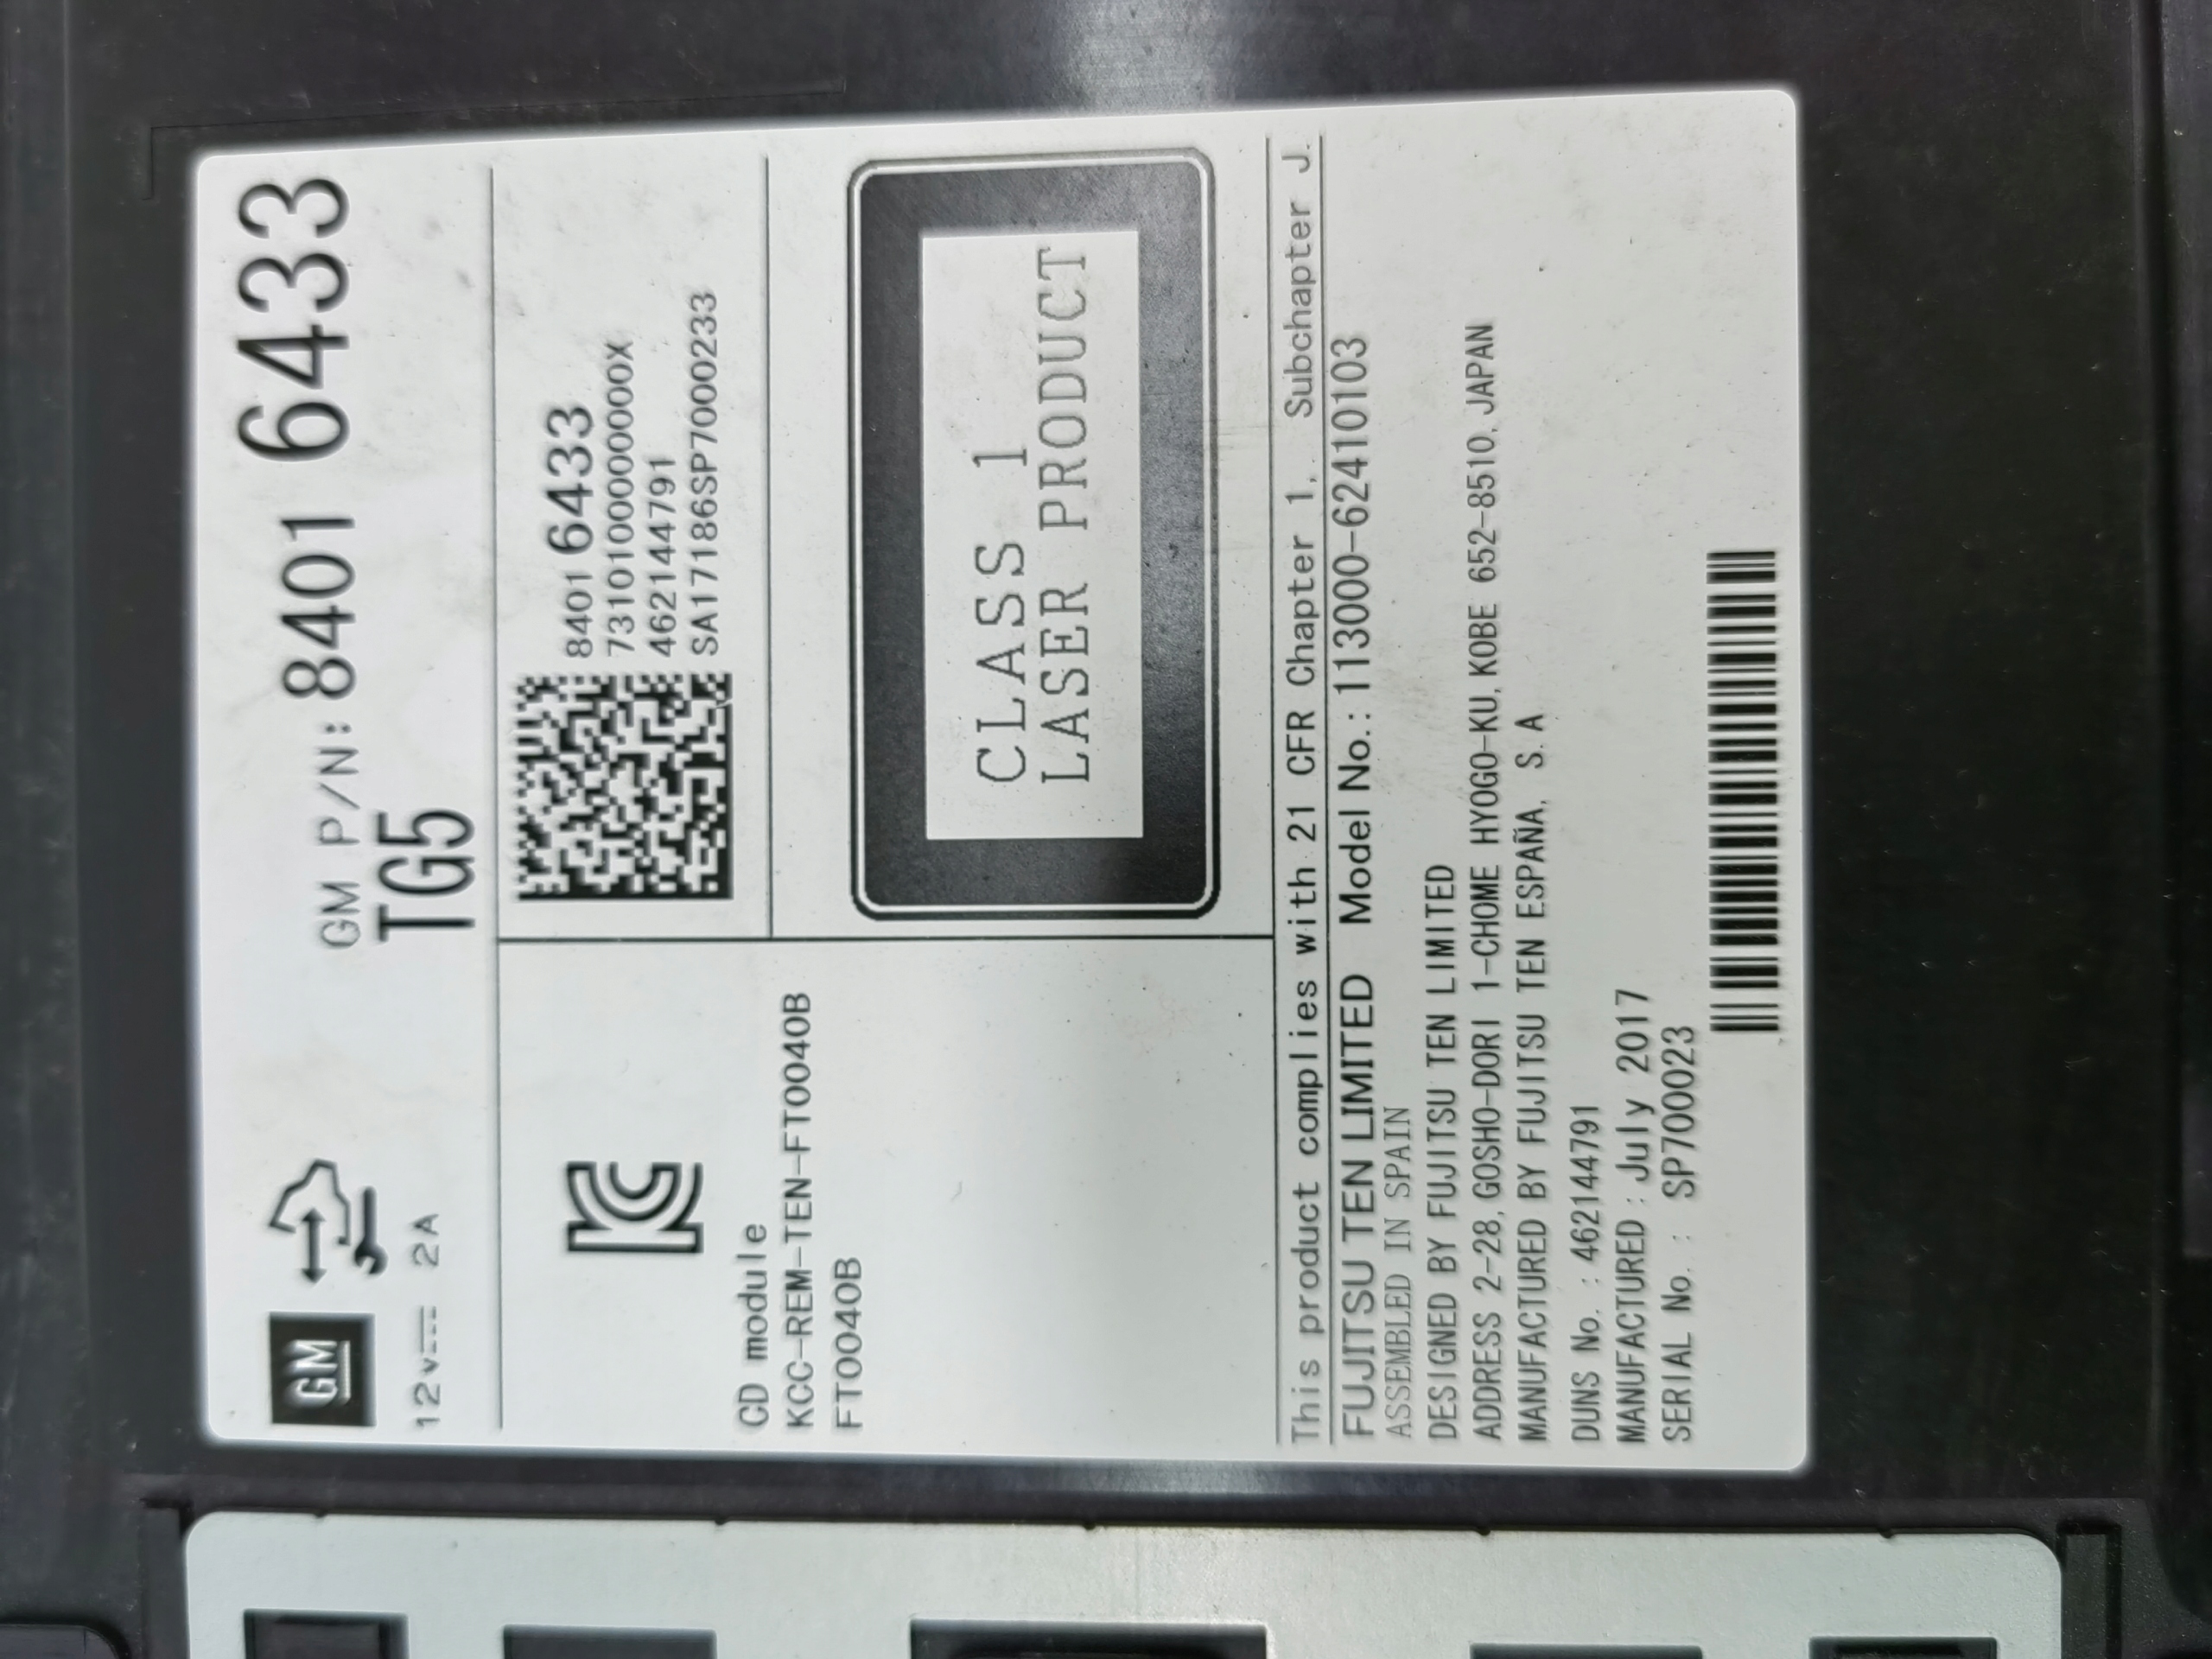 GM
GM P/N: 8401 6433
12v 2A
TG5
8401 6433
7310100000000X
462144791
SA17186SP7000233
KC
CD module
KCC-REM-TEN-FT0040B
FT0040B
CLASS 1
LASER PRODUCT
This product complies with 21 CFR Chapter 1, Subchapter J.
FUJITSU TEN LIMITED Model No.: 113000-62410103
ASSEMBLED IN SPAIN
DESIGNED BY FUJITSU TEN LIMITED
ADDRESS 2-28, GOSHO-DORI 1-CHOME HYOGO-KU, KOBE 652-8510, JAPAN
MANUFACTURED BY FUJITSU TEN ESPAÑA, S.A
DUNS No. : 462144791
MANUFACTURED : July 2017
SERIAL No. : SP700023